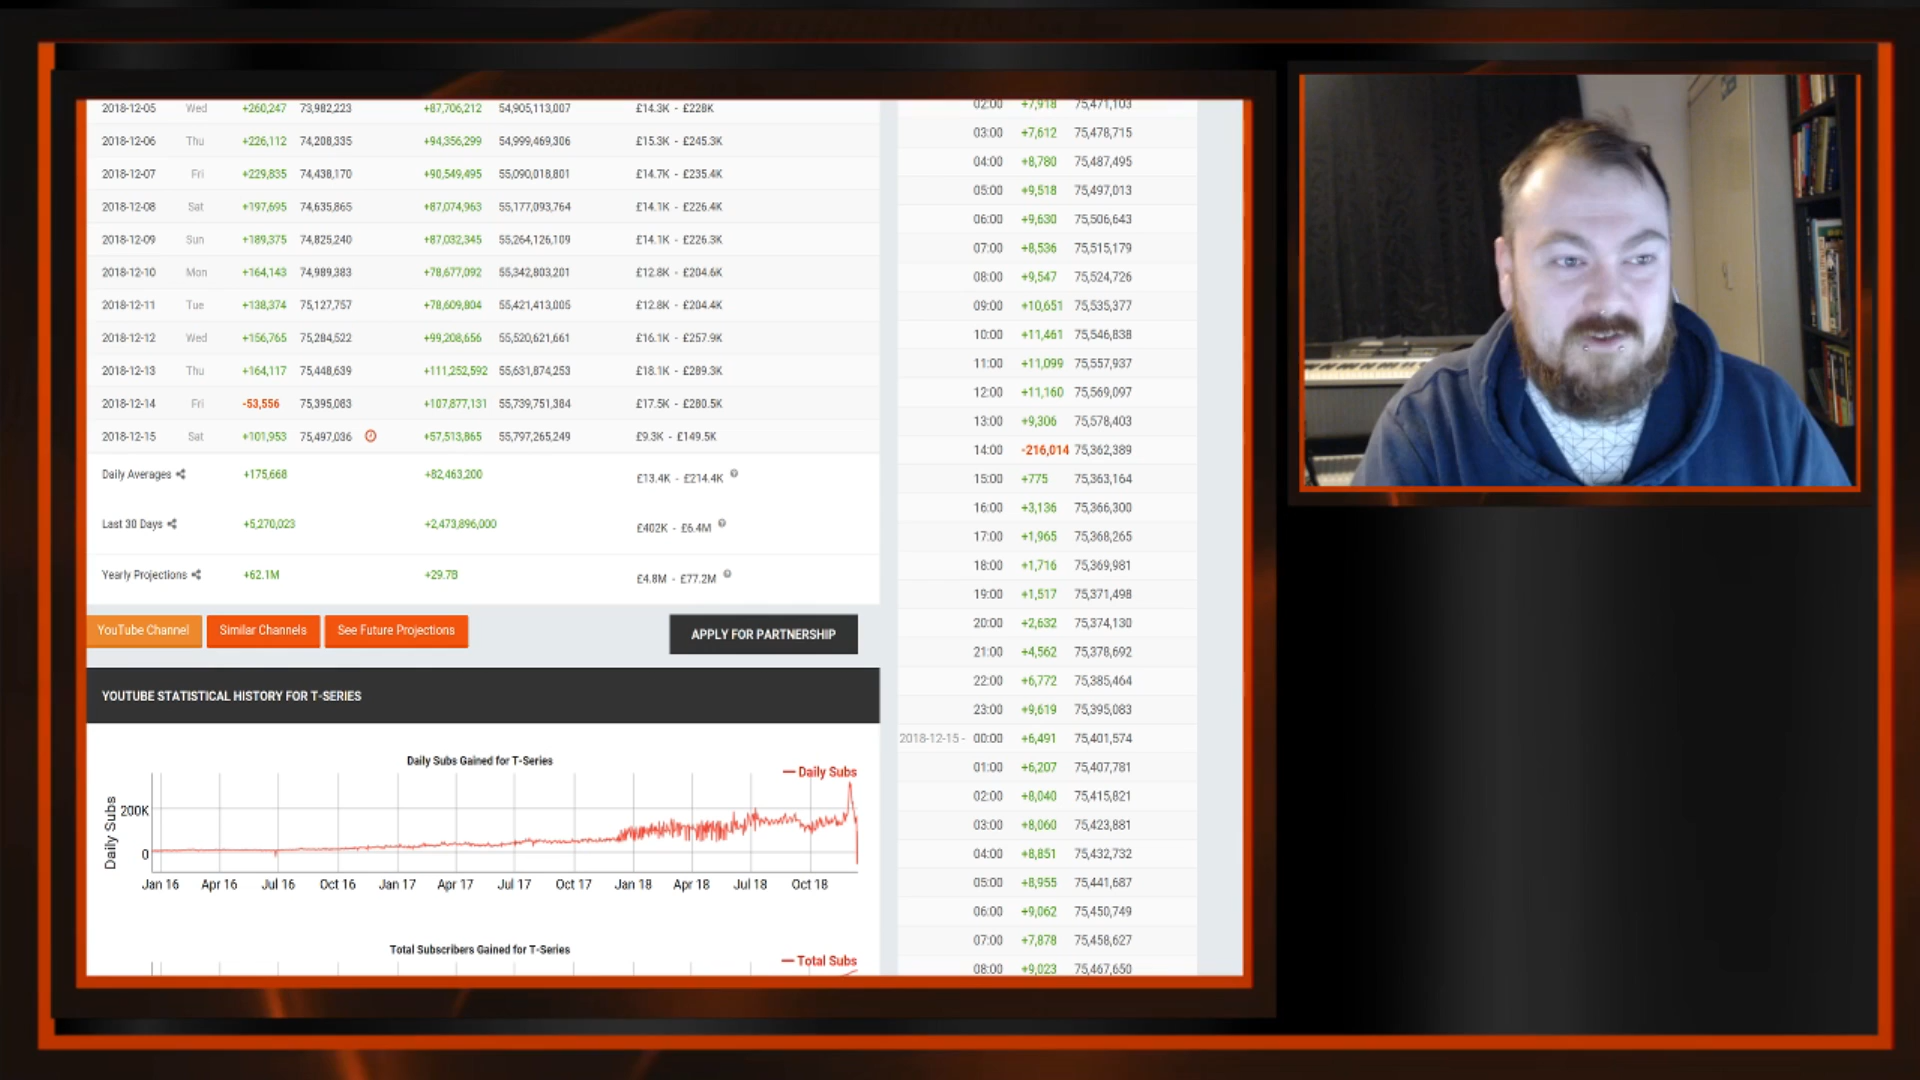 2018-12-05 Wed +260,247 73,982,223 +87,706,212 54,905,113,007 £14.3K - £228K
2018-12-06 Thu +226,112 74,208,335 +94,356,299 54,999,469,306 £15.3K - £245.3K
2018-12-07 Fri +229,835 74,438,170 +90,549,495 55,090,018,801 £14.7K - £235.4K
2018-12-08 Sat +197,695 74,635,865 +87,074,963 55,177,093,764 £14.1K - £226.4K
2018-12-09 Sun +189,375 74,825,240 +87,032,345 55,264,126,109 £14.1K - £226.3K
2018-12-10 Mon +164,143 74,989,383 +78,677,092 55,342,803,201 £12.8K - £204.6K
2018-12-11 Tue +138,374 75,127,757 +78,609,804 55,421,413,005 £12.8K - £204.4K
2018-12-12 Wed +156,765 75,284,522 +99,208,656 55,520,621,661 £16.1K - £257.9K
2018-12-13 Thu +164,117 75,448,639 +111,252,592 55,631,874,253 £18.1K - £289.3K
2018-12-14 Fri -53,556 75,395,083 +107,877,131 55,739,751,384 £17.5K - £280.5K
2018-12-15 Sat +101,953 75,497,036 +57,513,865 55,797,265,249 £9.3K - £149.5K
Daily Averages +175,668 +82,463,200 £13.4K - £214.4K
Last 30 Days +5,270,023 +2,473,896,000 £402K - £6.4M
Yearly Projections +62.1M +29.7B £4.8M - £77.2M
YouTube Channel Similar Channels See Future Projections APPLY FOR PARTNERSHIP
YOUTUBE STATISTICAL HISTORY FOR T-SERIES
Daily Subs Gained for T-Series
Daily Subs
Daily Subs
200K
0
Jan 16 Apr 16 Jul 16 Oct 16 Jan 17 Apr 17 Jul 17 Oct 17 Jan 18 Apr 18 Jul 18 Oct 18
Total Subscribers Gained for T-Series
Total Subs
02:00 +7,918 75,471,103
03:00 +7,612 75,478,715
04:00 +8,780 75,487,495
05:00 +9,518 75,497,013
06:00 +9,630 75,506,643
07:00 +8,536 75,515,179
08:00 +9,547 75,524,726
09:00 +10,651 75,535,377
10:00 +11,461 75,546,838
11:00 +11,099 75,557,937
12:00 +11,160 75,569,097
13:00 +9,306 75,578,403
14:00 -216,014 75,362,389
15:00 +775 75,363,164
16:00 +3,136 75,366,300
17:00 +1,965 75,368,265
18:00 +1,716 75,369,981
19:00 +1,517 75,371,498
20:00 +2,632 75,374,130
21:00 +4,562 75,378,692
22:00 +6,772 75,385,464
23:00 +9,619 75,395,083
2018-12-15 - 00:00 +6,491 75,401,574
01:00 +6,207 75,407,781
02:00 +8,040 75,415,821
03:00 +8,060 75,423,881
04:00 +8,851 75,432,732
05:00 +8,955 75,441,687
06:00 +9,062 75,450,749
07:00 +7,878 75,458,627
08:00 +9,023 75,467,650